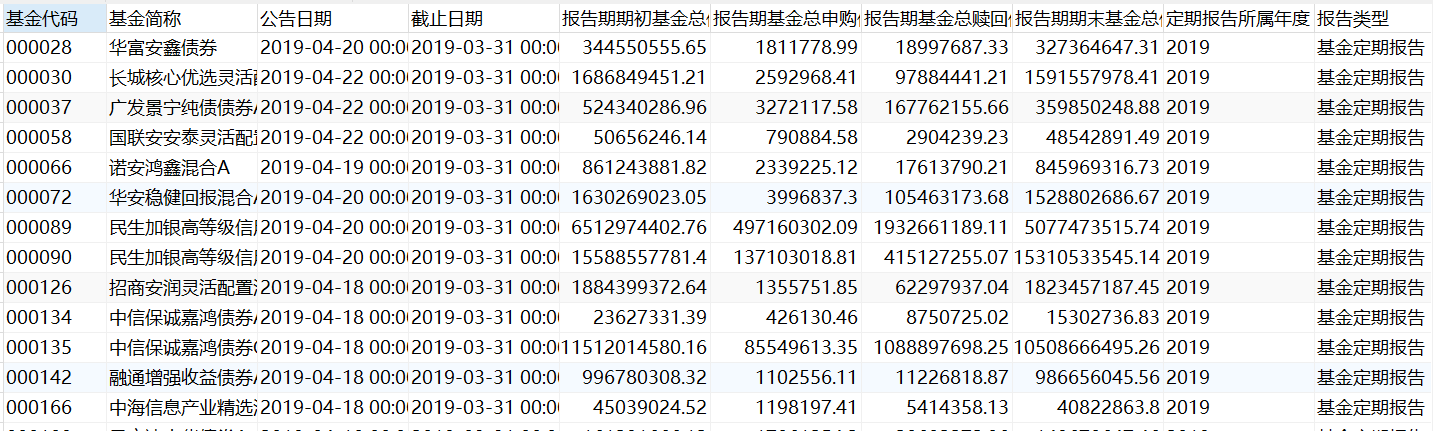 基金代码 基金简称 公告日期 截止日期 报告期期初基金总 报告期基金总申购 报告期基金总赎回 报告期期末基金总 定期报告所属年度 报告类型
000028 华富安鑫债券 2019-04-20 00:0 2019-03-31 00:0 344550555.65 1811778.99 18997687.33 327364647.31 2019 基金定期报告
000030 长城核心优选灵活 2019-04-22 00:0 2019-03-31 00:0 1686849451.21 2592968.41 97884441.21 1591557978.41 2019 基金定期报告
000037 广发景宁纯债债券A 2019-04-22 00:0 2019-03-31 00:0 524340286.96 3272117.58 167762155.66 359850248.88 2019 基金定期报告
000058 国联安安泰灵活配置 2019-04-22 00:0 2019-03-31 00:0 50656246.14 790884.58 2904239.23 48542891.49 2019 基金定期报告
000066 诺安鸿鑫混合A 2019-04-19 00:0 2019-03-31 00:0 861243881.82 2339225.12 17613790.21 845969316.73 2019 基金定期报告
000072 华安稳健回报混合A 2019-04-20 00:0 2019-03-31 00:0 1630269023.05 3996837.3 105463173.68 1528802686.67 2019 基金定期报告
000089 民生加银高等级信用 2019-04-20 00:0 2019-03-31 00:0 6512974402.76 497160302.09 1932661189.11 5077473515.74 2019 基金定期报告
000090 民生加银高等级信用 2019-04-20 00:0 2019-03-31 00:0 15588557781.4 137103018.81 415127255.07 15310533545.14 2019 基金定期报告
000126 招商安润灵活配置 2019-04-18 00:0 2019-03-31 00:0 1884399372.64 1355751.85 62297937.04 1823457187.45 2019 基金定期报告
000134 中信保诚嘉鸿债券A 2019-04-18 00:0 2019-03-31 00:0 23627331.39 426130.46 8750725.02 15302736.83 2019 基金定期报告
000135 中信保诚嘉鸿债券C 2019-04-18 00:0 2019-03-31 00:0 11512014580.16 85549613.35 1088897698.25 10508666495.26 2019 基金定期报告
000142 融通增强收益债券A 2019-04-18 00:0 2019-03-31 00:0 996780308.32 1102556.11 11226818.87 986656045.56 2019 基金定期报告
000166 中海信息产业精选 2019-04-18 00:0 2019-03-31 00:0 45039024.52 1198197.41 5414358.13 40822863.8 2019 基金定期报告